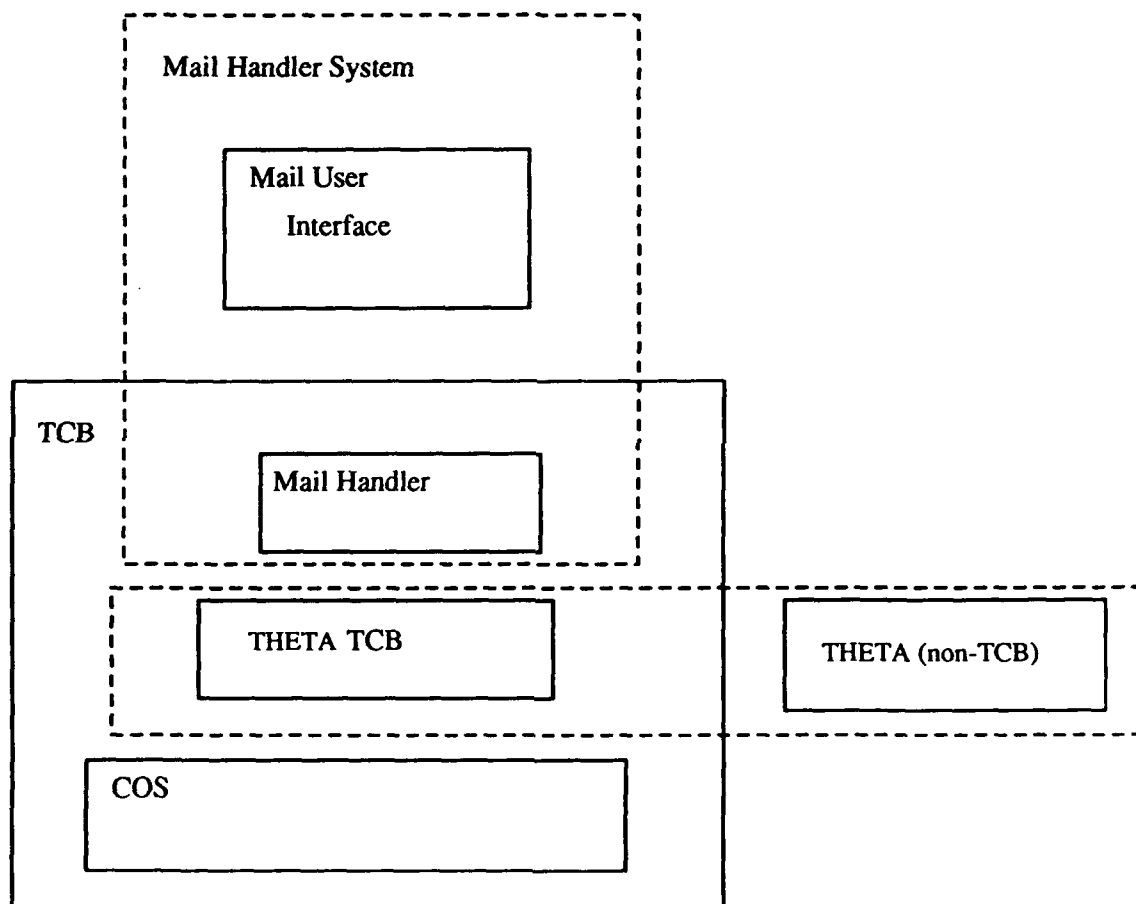 Mail Handler System
Mail User
Interface
TCB
Mail Handler
THETA TCB
THETA (non-TCB)
COS